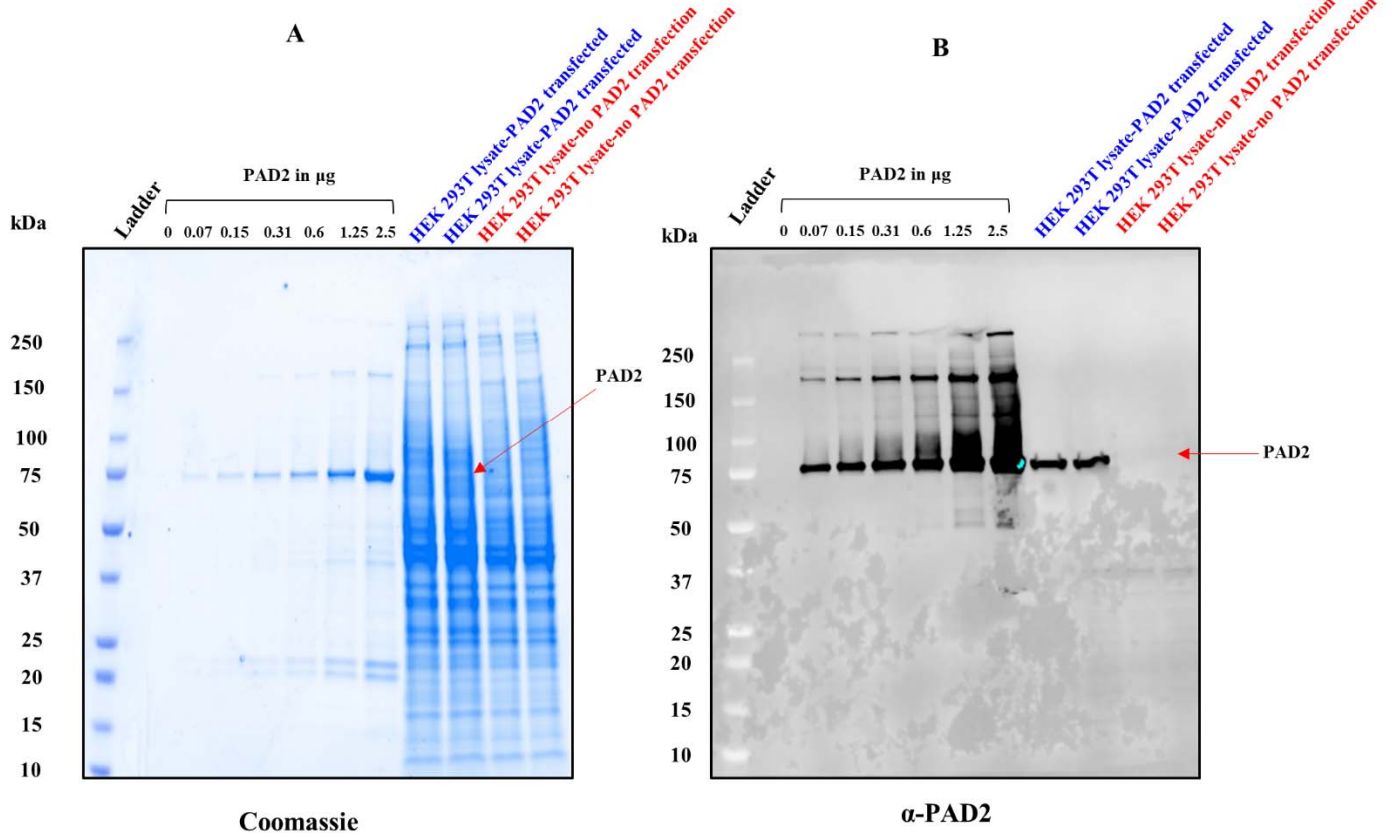 A
HEK 293T lysate-PAD2 transfected
HEK 293T lysate-PAD2 transfected
HEK 293T lysate-no PAD2 transfection
HEK 293T lysate-no PAD2 transfection
PAD2 in µg
Ladder
kDa
0 0.07 0.15 0.31 0.6 1.25 2.5
250
150
100
75
50
37
25
20
15
10
PAD2
Coomassie
B
HEK 293T lysate-PAD2 transfected
HEK 293T lysate-PAD2 transfected
HEK 293T lysate-no PAD2 transfection
HEK 293T lysate-no PAD2 transfection
PAD2 in µg
Ladder
kDa
0 0.07 0.15 0.31 0.6 1.25 2.5
250
150
100
75
50
37
25
20
15
10
PAD2
α-PAD2